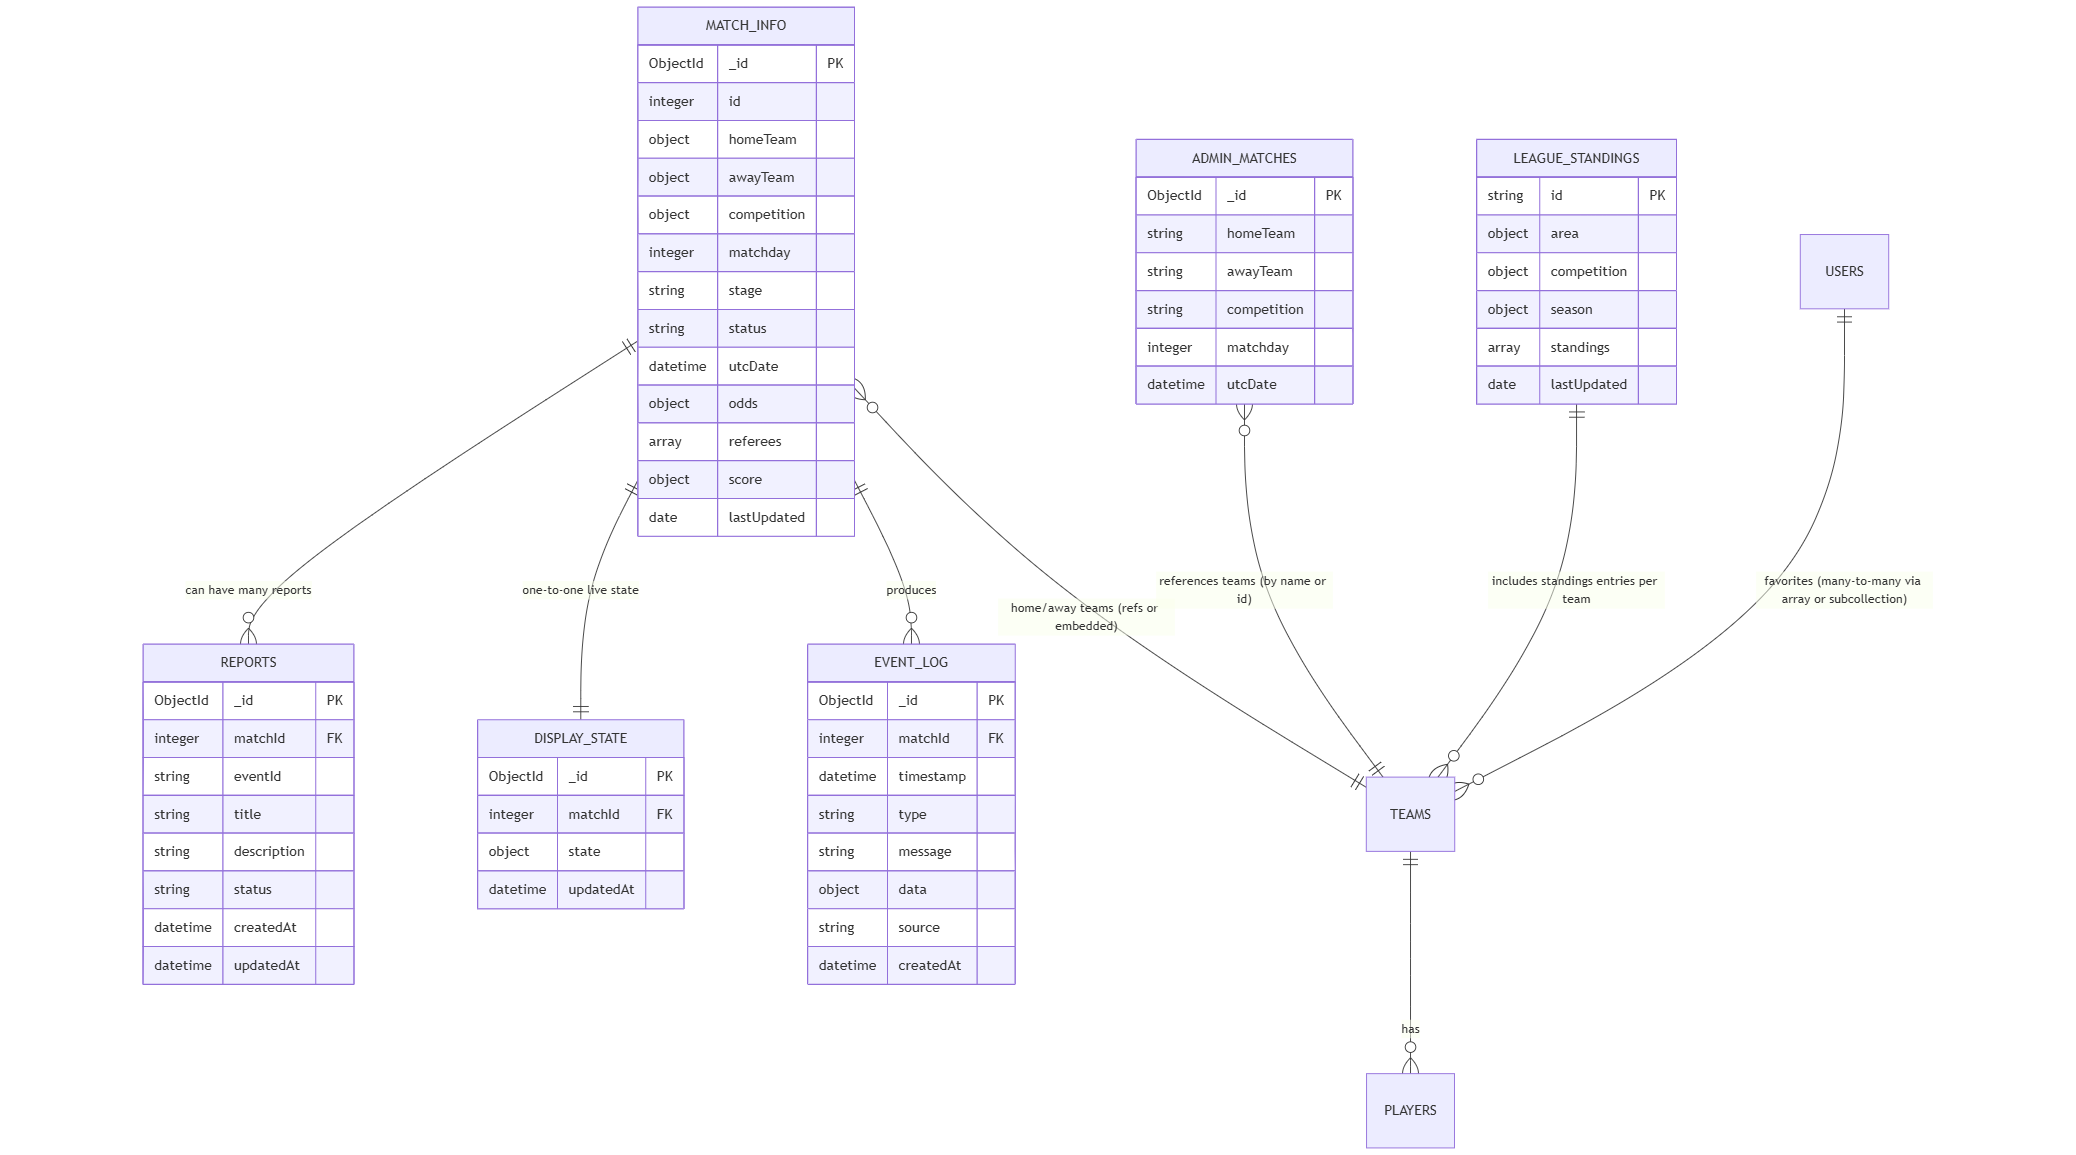 MATCH_INFO
ObjectId _id PK
integer id
object homeTeam
object awayTeam
object competition
integer matchday
string stage
string status
datetime utcDate
object odds
array referees
object score
date lastUpdated
ADMIN_MATCHES
ObjectId _id PK
string homeTeam
string awayTeam
string competition
integer matchday
datetime utcDate
LEAGUE_STANDINGS
string id PK
object area
object competition
object season
array standings
date lastUpdated
USERS
can have many reports
one-to-one live state
produces
home/away teams (refs or
embedded)
references teams (by name or
id)
includes standings entries per
team
favorites (many-to-many via
array or subcollection)
REPORTS
ObjectId _id PK
integer matchId FK
string eventId
string title
string description
string status
datetime createdAt
datetime updatedAt
DISPLAY_STATE
ObjectId _id PK
integer matchId FK
object state
datetime updatedAt
EVENT_LOG
ObjectId _id PK
integer matchId FK
datetime timestamp
string type
string message
object data
string source
datetime createdAt
TEAMS
has
PLAYERS